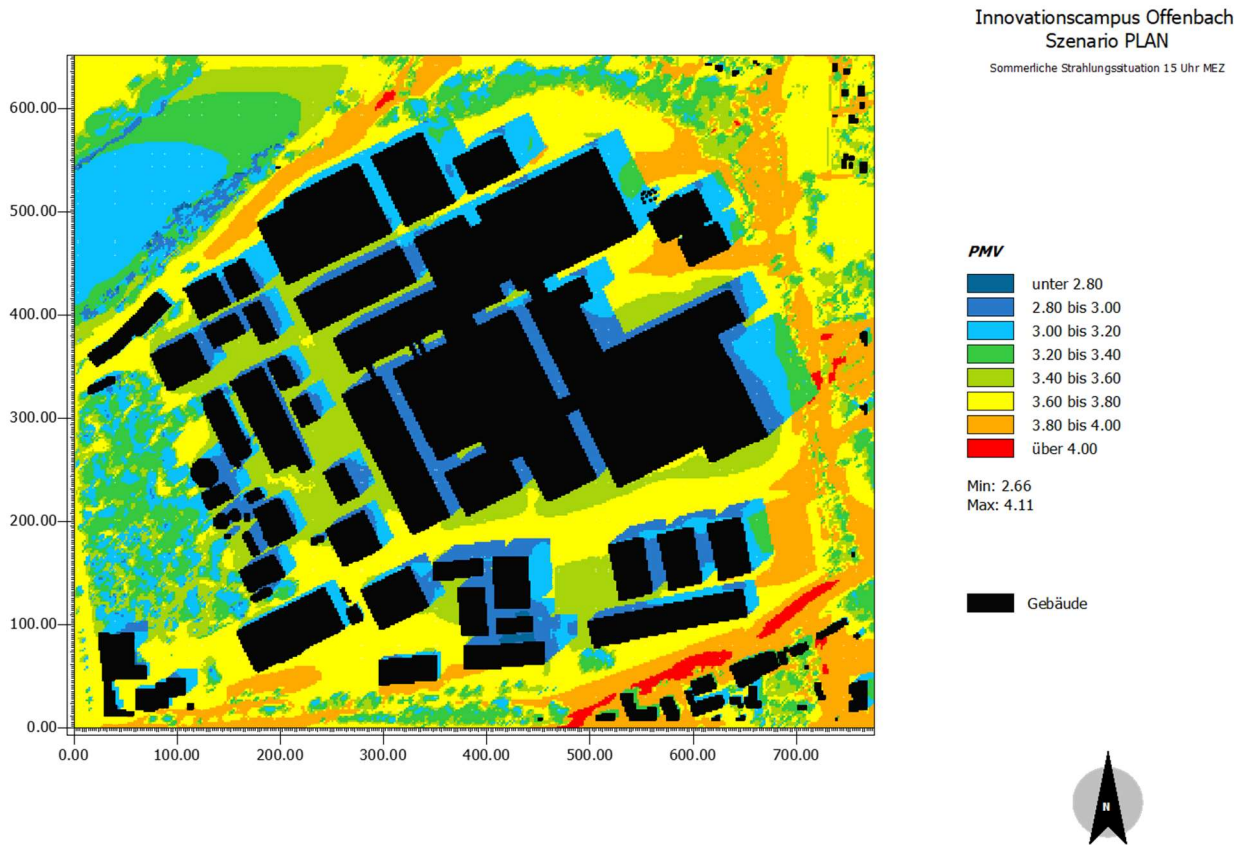 Innovationscampus Offenbach
Szenario PLAN
Sommerliche Strahlungssituation 15 Uhr MEZ
600.00
500.00
400.00
300.00
200.00
100.00
0.00
0.00 100.00 200.00 300.00 400.00 500.00 600.00 700.00
PMV
unter 2.80
2.80 bis 3.00
3.00 bis 3.20
3.20 bis 3.40
3.40 bis 3.60
3.60 bis 3.80
3.80 bis 4.00
über 4.00
Min: 2.66
Max: 4.11
Gebäude
N